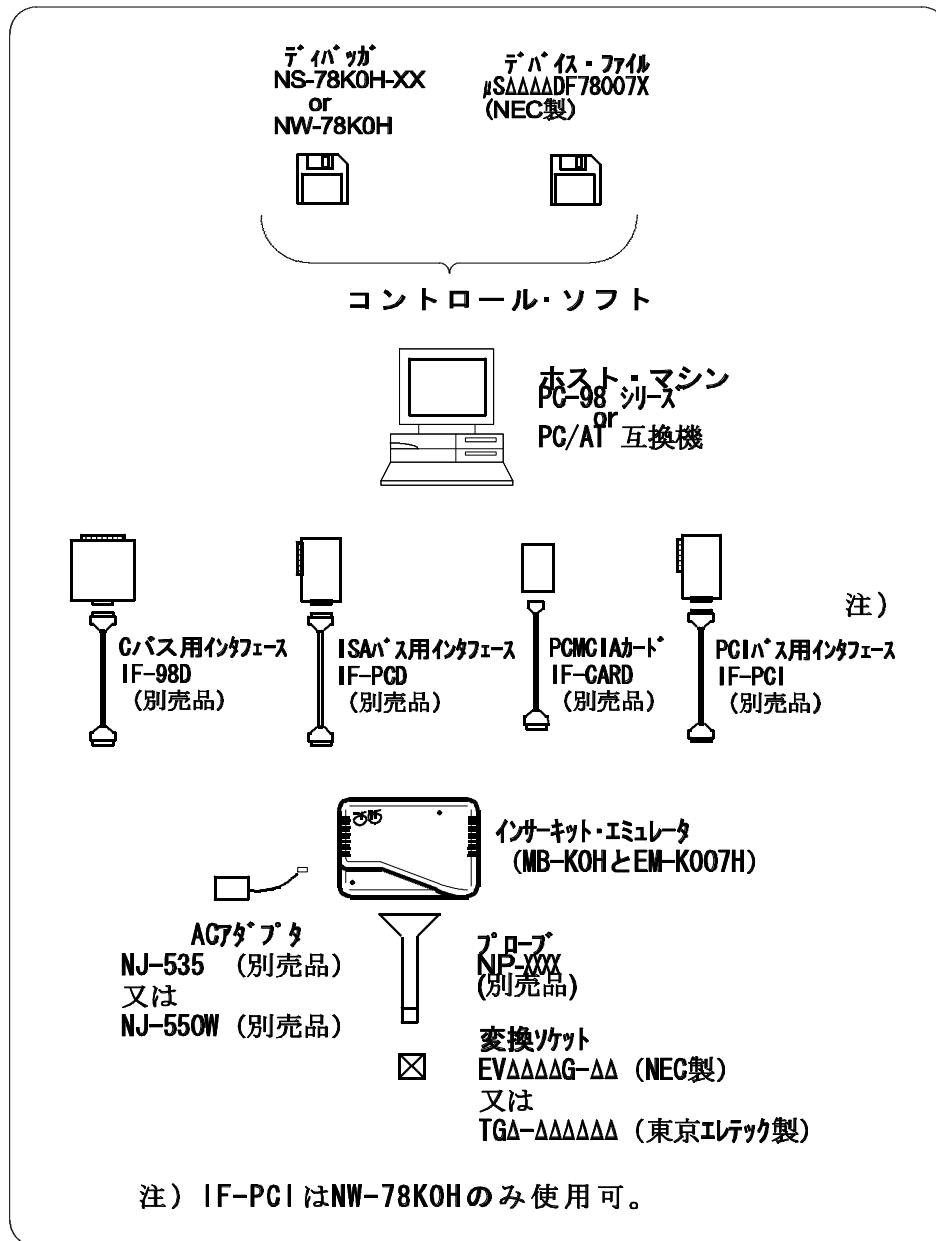 ディバッガ
NS-78K0H-XX
or
NW-78K0H
デバイス・ファイル
μSΔΔΔΔDF78007X
(NEC製)
コントロール・ソフト
ホスト・マシン
PC-98 シリーズ
or
PC/AT 互換機
Cバス用インタフェース
IF-98D
(別売品)
ISAバス用インタフェース
IF-PCD
(別売品)
PCMCIAカード
IF-CARD
(別売品)
注)
PCIバス用インタフェース
IF-PCI
(別売品)
インサーキット・エミュレータ
(MB-K0HとEM-K007H)
ACアダプタ
NJ-535 (別売品)
又は
NJ-550W (別売品)
プローブ
NP-XXXX
(別売品)
変換ソケット
EVΔΔΔΔG-ΔΔ (NEC製)
又は
TGΔ-ΔΔΔΔΔΔ (東京エレテック製)
注) IF-PCIはNW-78K0Hのみ使用可。